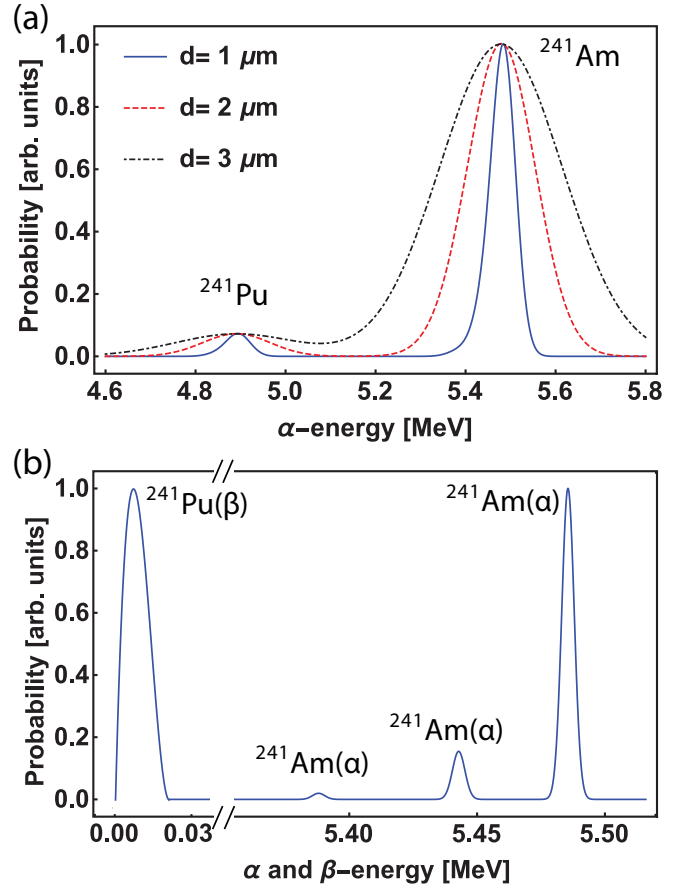 (a)
Probability [arb. units]
1.0
0.8
0.6
0.4
0.2
0.0
d= 1 μm
d= 2 μm
d= 3 μm
²⁴¹Am
²⁴¹Pu
4.6 4.8 5.0 5.2 5.4 5.6 5.8
α−energy [MeV]
(b)
Probability [arb. units]
1.0
0.8
0.6
0.4
0.2
0.0
²⁴¹Pu(β)
²⁴¹Am(α)
²⁴¹Am(α)
²⁴¹Am(α)
0.00 0.03 5.40 5.45 5.50
α and β−energy [MeV]